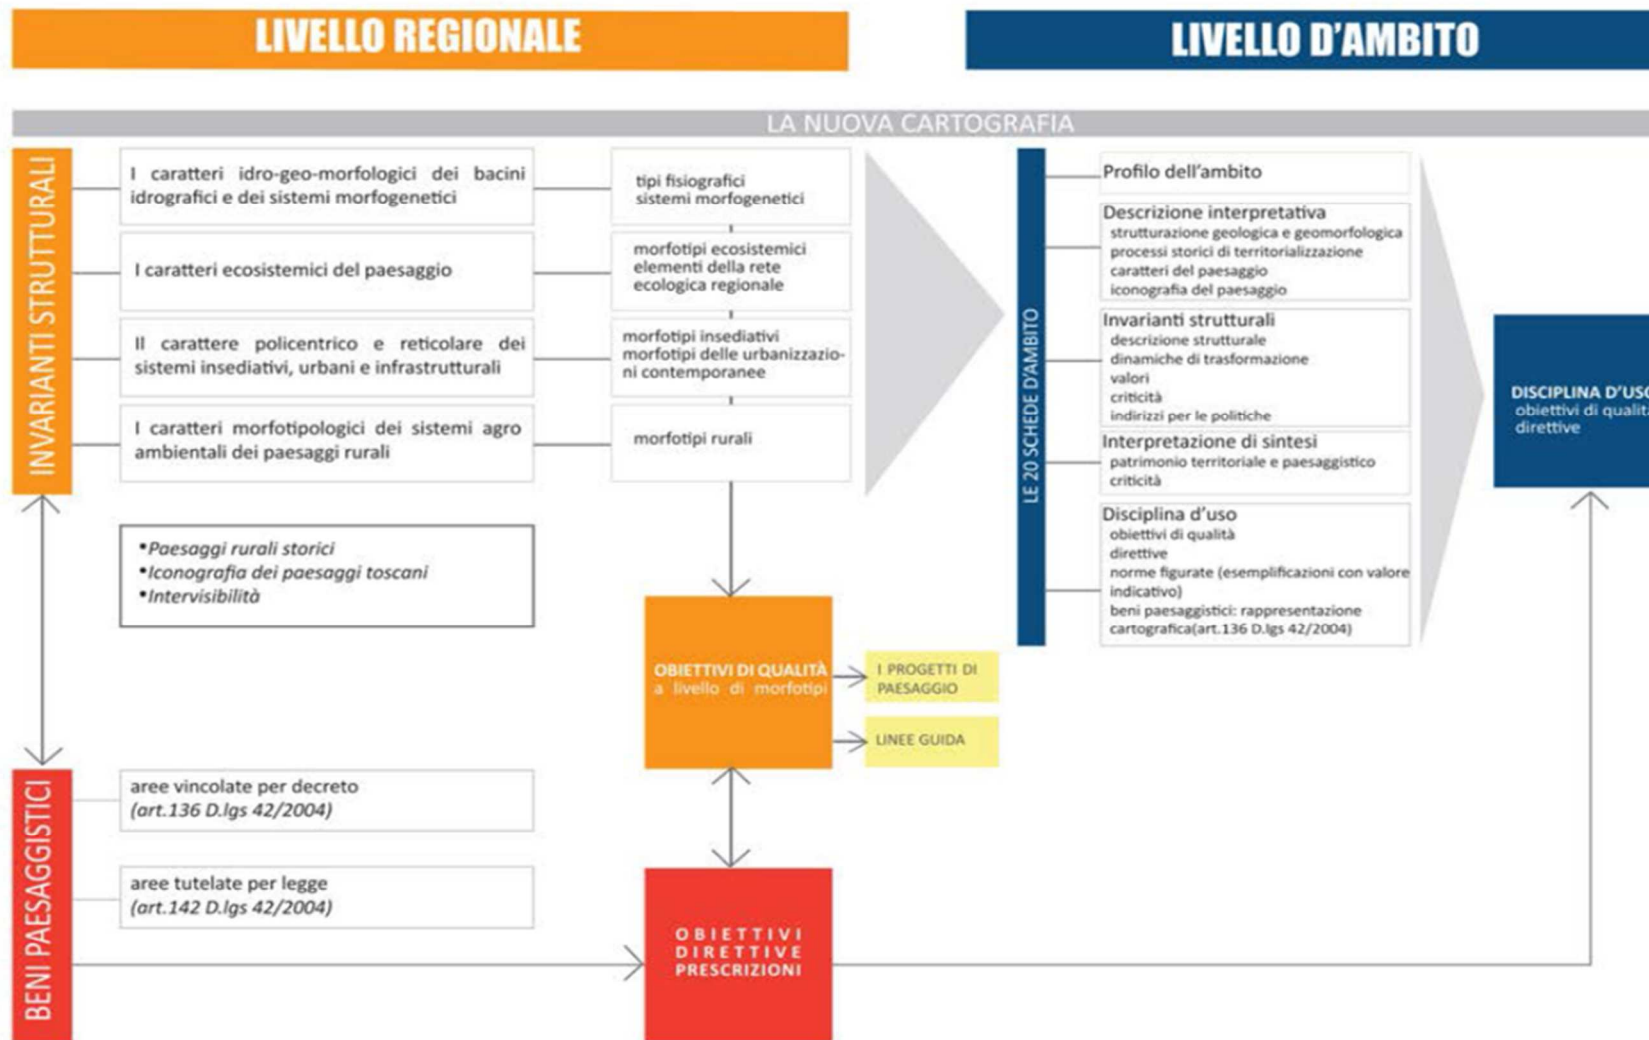 LIVELLO REGIONALE
LIVELLO D'AMBITO
LA NUOVA CARTOGRAFIA
INVARIANTI STRUTTURALI
I caratteri idro-geo-morfologici dei bacini
idrografici e dei sistemi morfogenetici
I caratteri ecosistemici del paesaggio
Il carattere policentrico e reticolare dei
sistemi insediativi, urbani e infrastrutturali
I caratteri morfotipologici dei sistemi agro
ambientali dei paesaggi rurali
tipi fisiografici
sistemi morfogenetici
morfotipi ecosistemici
elementi della rete
ecologica regionale
morfotipi insediativi
morfotipi delle urbanizzazio-
ni contemporanee
morfotipi rurali
•Paesaggi rurali storici
•Iconografia dei paesaggi toscani
•Intervisibilità
OBIETTIVI DI QUALITÀ
a livello di morfotipi
I PROGETTI DI
PAESAGGIO
LINEE GUIDA
BENI PAESAGGISTICI
aree vincolate per decreto
(art.136 D.lgs 42/2004)
aree tutelate per legge
(art.142 D.lgs 42/2004)
OBIETTIVI
DIRETTIVE
PRESCRIZIONI
LE 20 SCHEDE D'AMBITO
Profilo dell'ambito
Descrizione interpretativa
strutturazione geologica e geomorfologica
processi storici di territorializzazione
caratteri del paesaggio
iconografia del paesaggio
Invarianti strutturali
descrizione strutturale
dinamiche di trasformazione
valori
criticità
indirizzi per le politiche
Interpretazione di sintesi
patrimonio territoriale e paesaggistico
criticità
Disciplina d'uso
obiettivi di qualità
direttive
norme figurate (esemplificazioni con valore
indicativo)
beni paesaggistici: rappresentazione
cartografica(art.136 D.lgs 42/2004)
DISCIPLINA D'USO
obiettivi di qualità
direttive